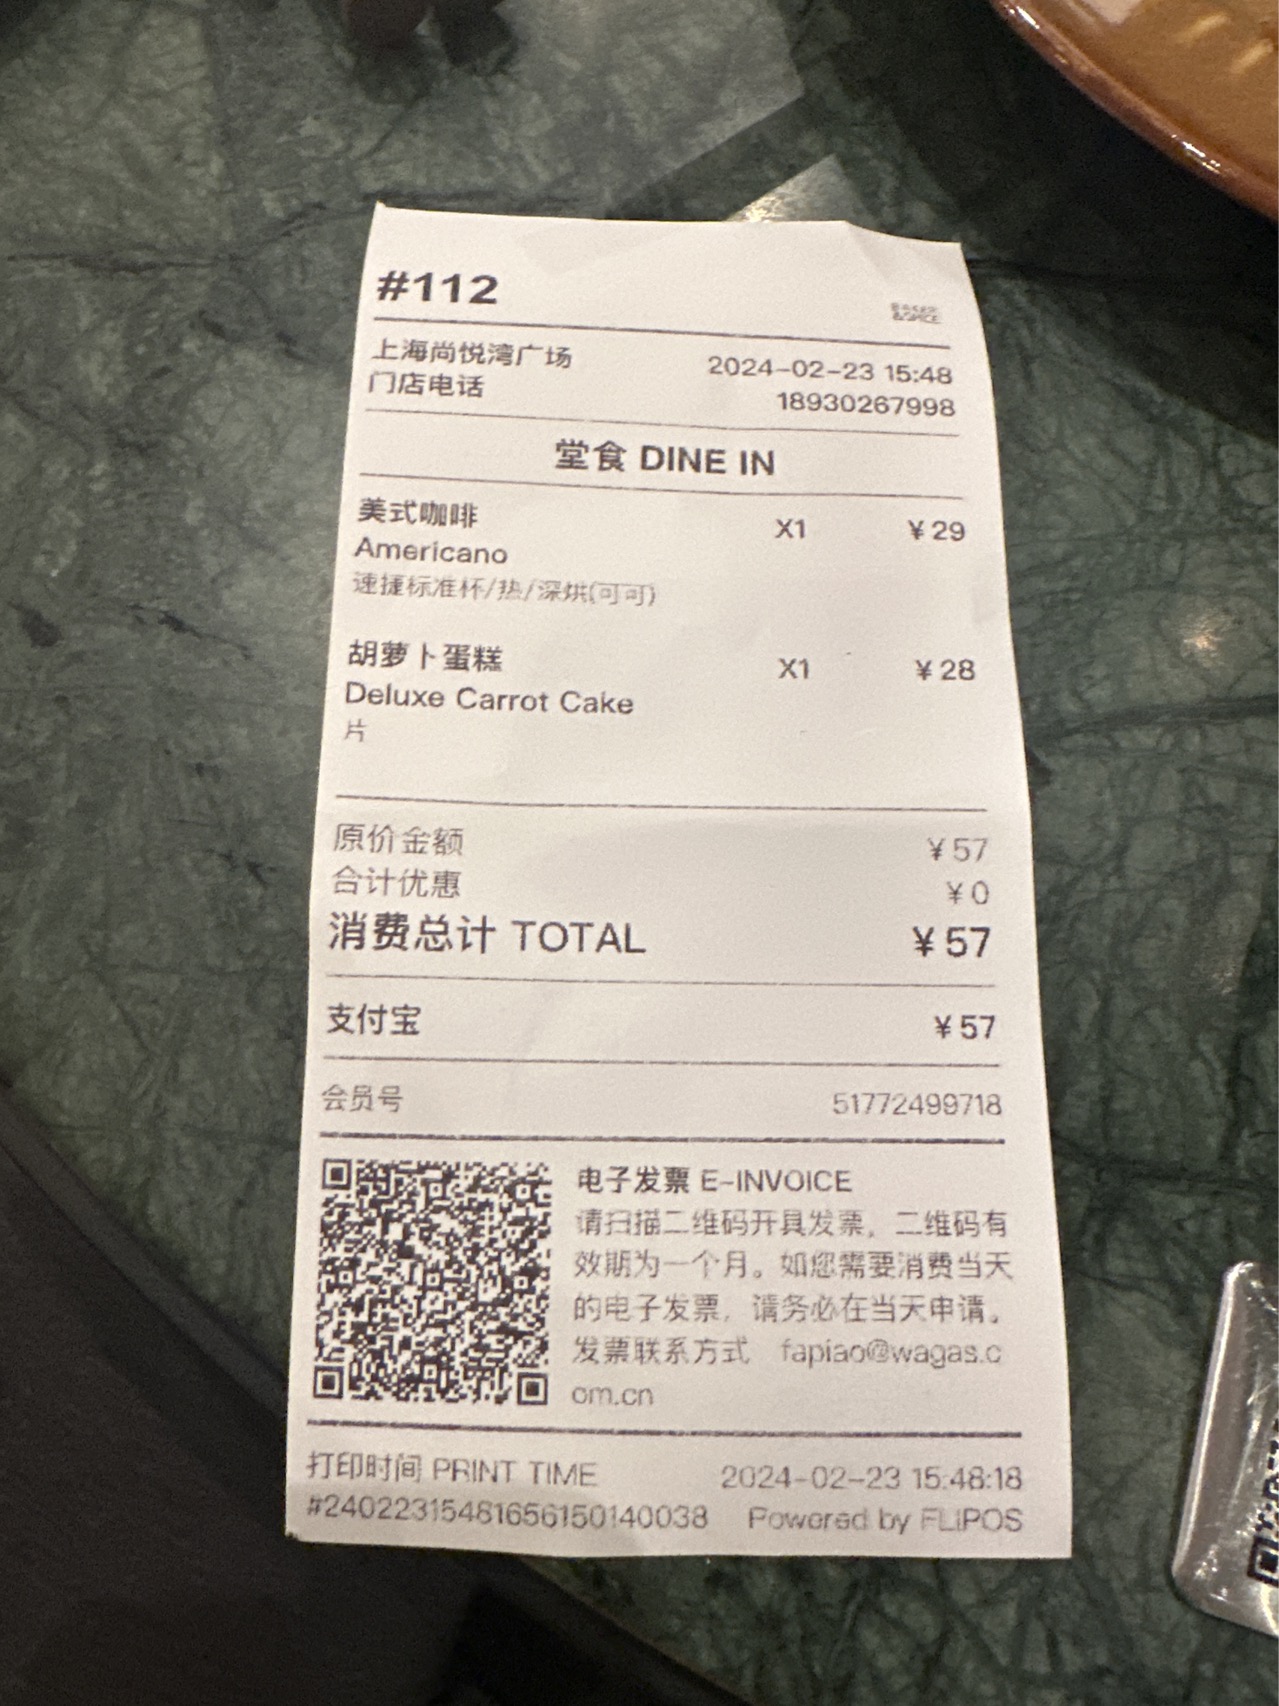 #112
BAKER
&SPICE
上海尚悦湾广场 2024-02-23 15:48
门店电话 18930267998
堂食 DINE IN
美式咖啡 X1 ￥29
Americano
速捷标准杯/热/深烘(可可)
胡萝卜蛋糕 X1 ￥28
Deluxe Carrot Cake
片
原价金额 ￥57
合计优惠 ￥0
消费总计 TOTAL ￥57
支付宝 ￥57
会员号 51772499718
电子发票 E-INVOICE
请扫描二维码开具发票，二维码有
效期为一个月。如您需要消费当天
的电子发票，请务必在当天申请。
发票联系方式 fapiao@wagas.c
om.cn
打印时间 PRINT TIME 2024-02-23 15:48:18
#24022315481656150140038 Powered by FLIPOS